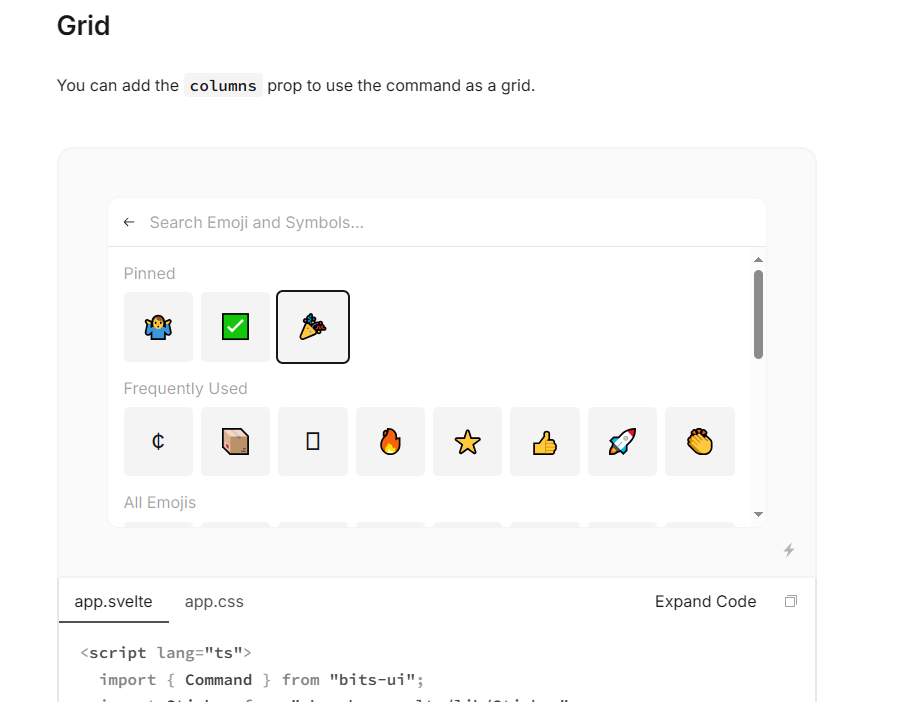 Grid
You can add the columns prop to use the command as a grid.
Search Emoji and Symbols...
Pinned
Frequently Used
¢
All Emojis
app.svelte app.css Expand Code
<script lang="ts">
import { Command } from "bits-ui";